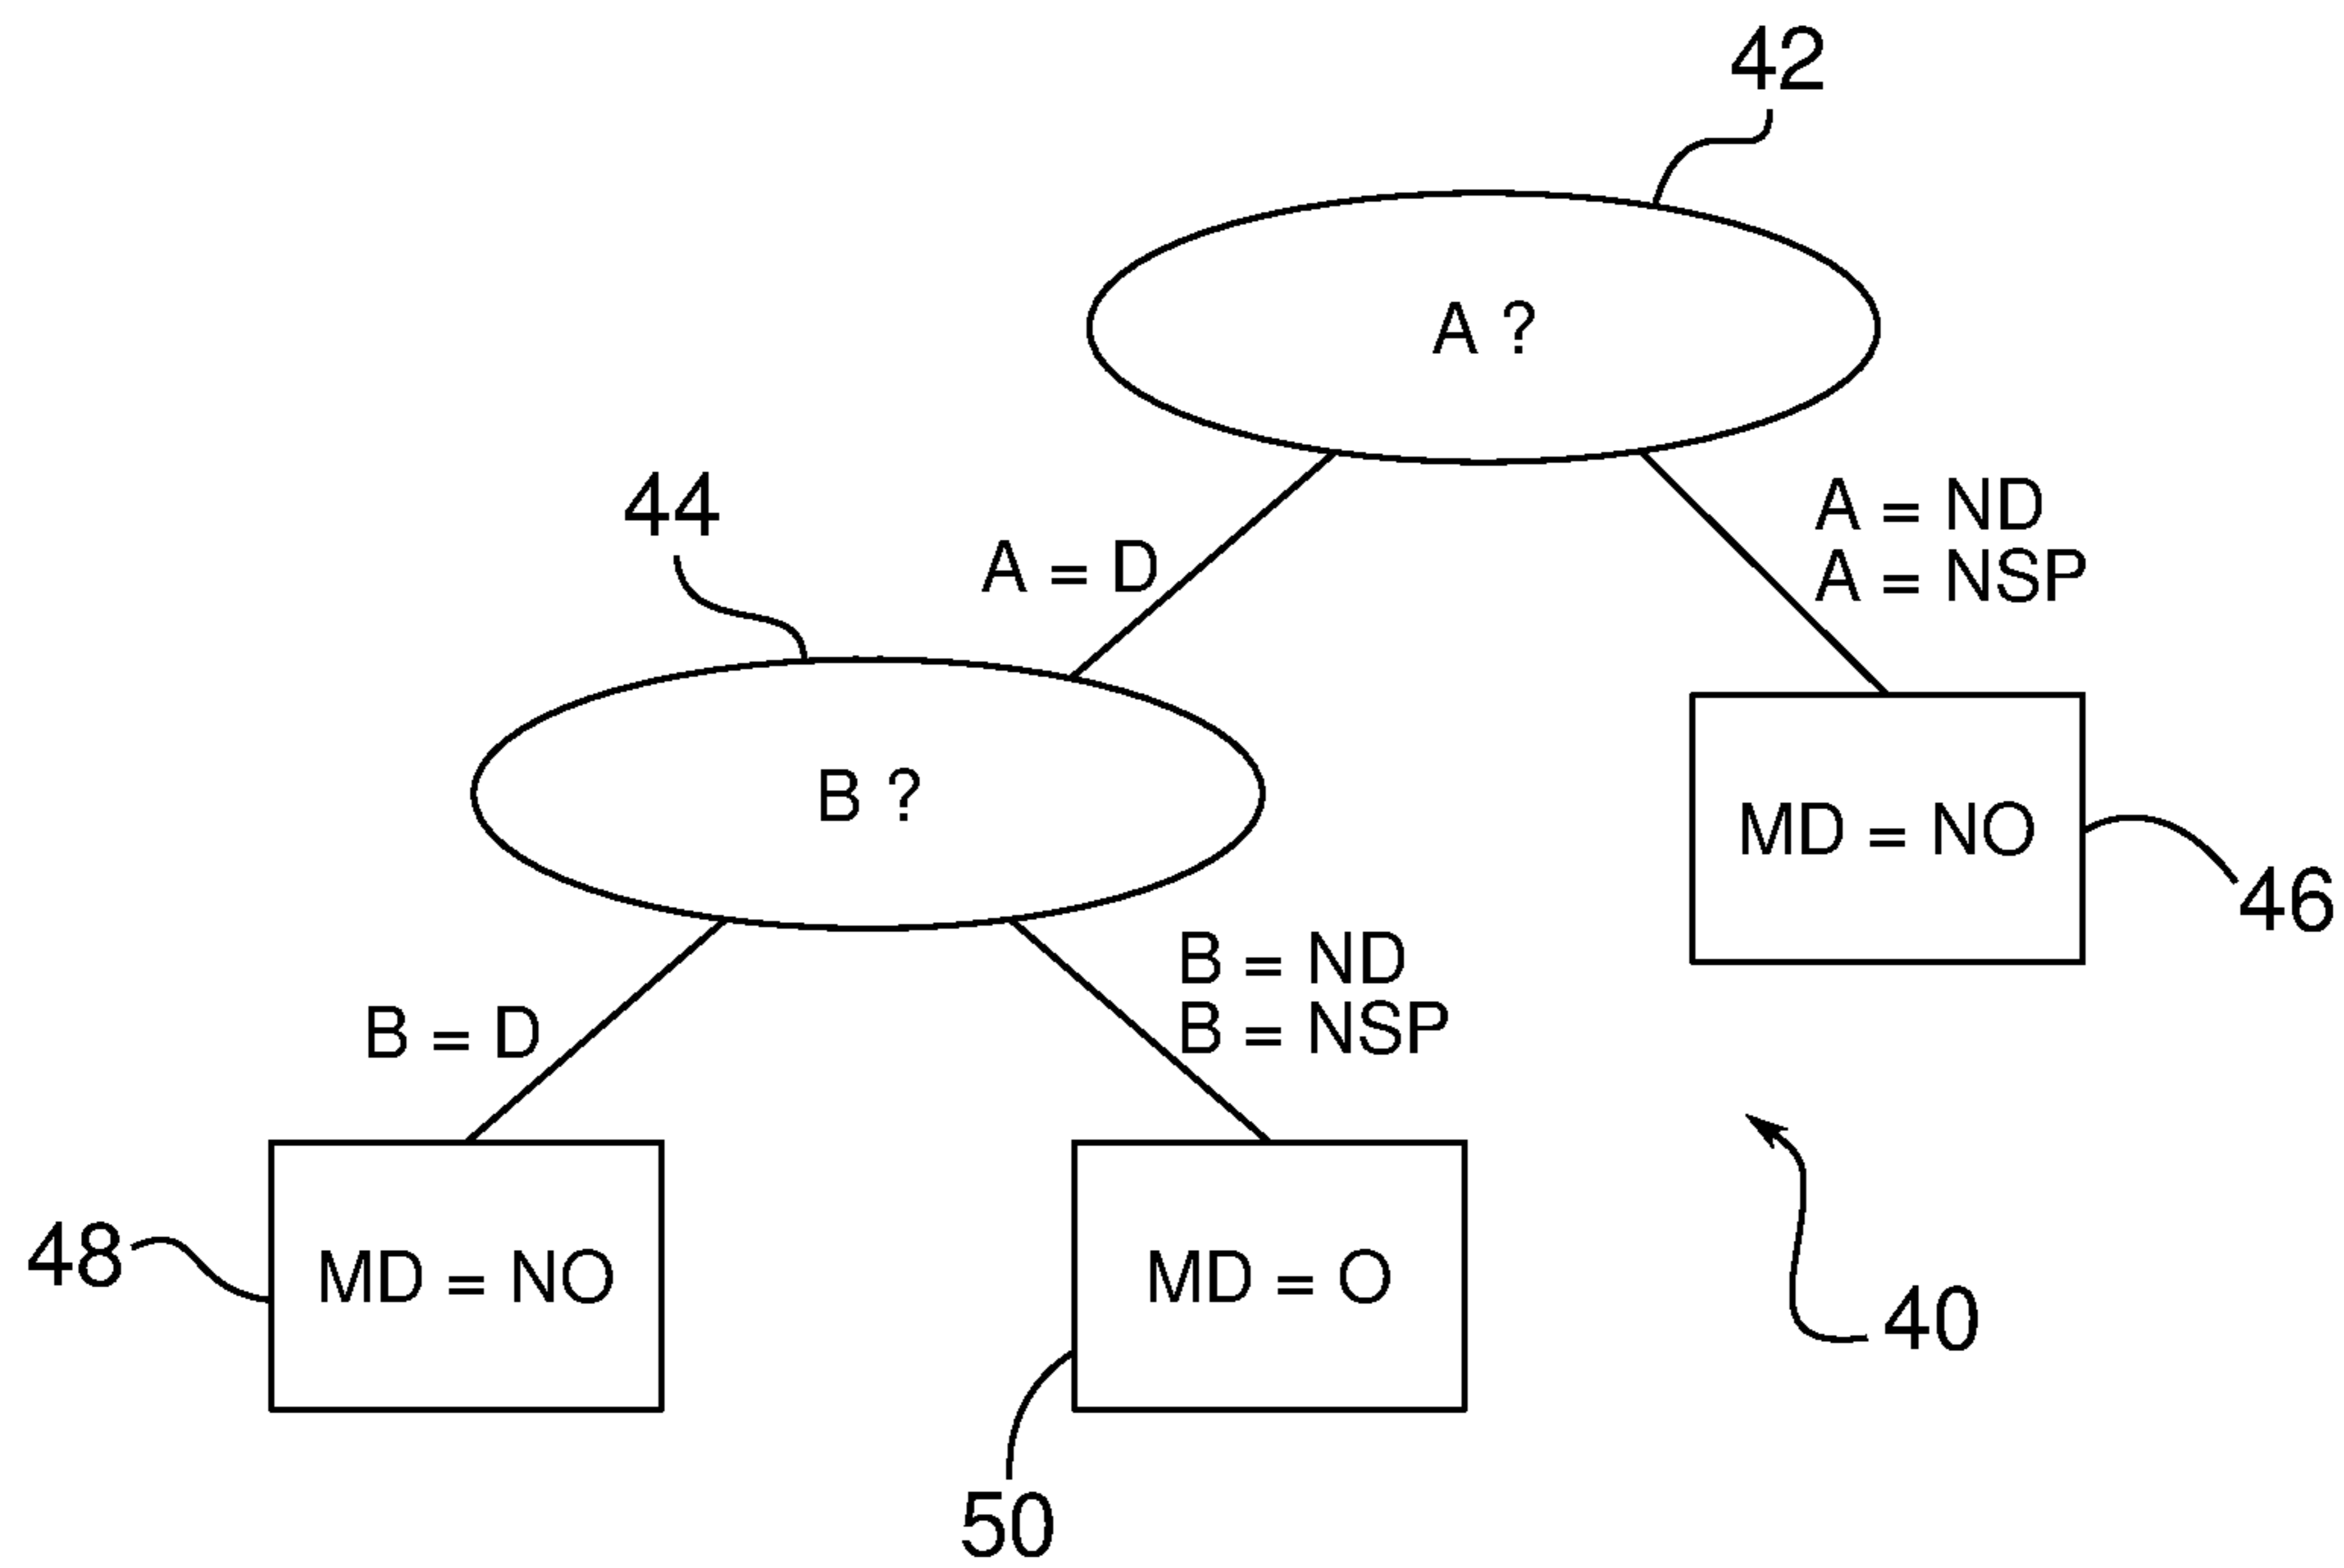 42
A ?
44
A = D
A = ND
A = NSP
B ?
MD = NO
46
B = D
B = ND
B = NSP
48
MD = NO
MD = O
40
50